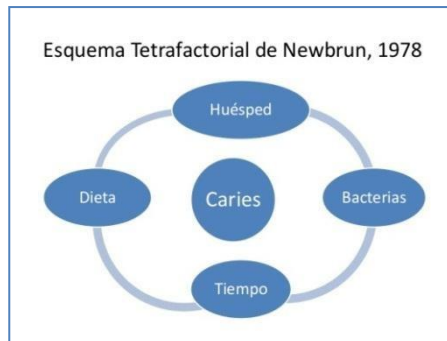 Esquema Tetrafactorial de Newbrun, 1978
Huésped
Dieta
Caries
Bacterias
Tiempo